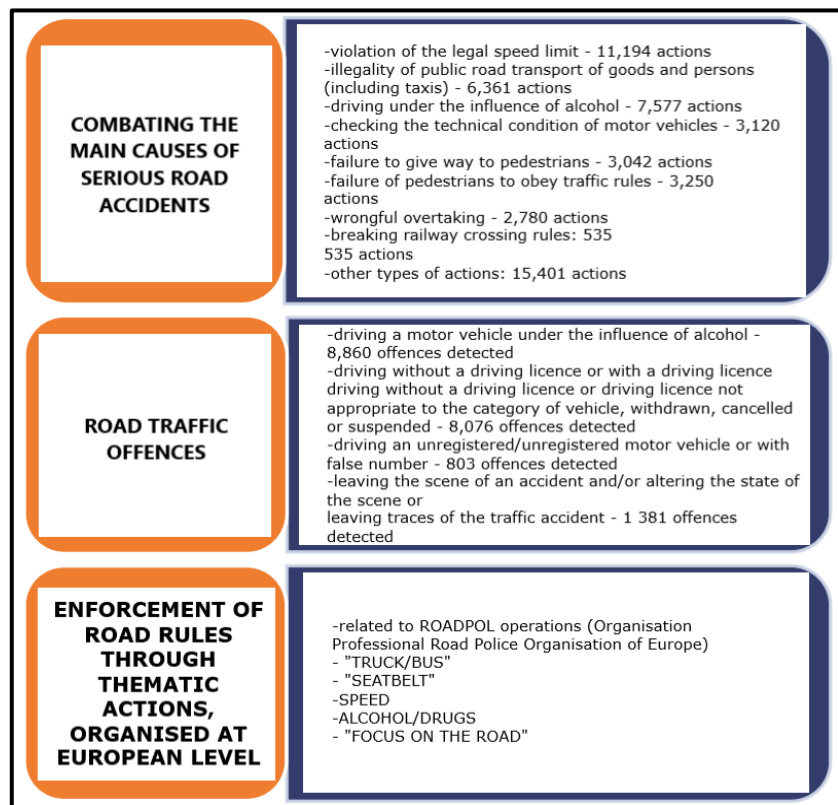 COMBATING THE
MAIN CAUSES OF
SERIOUS ROAD
ACCIDENTS
-violation of the legal speed limit - 11,194 actions
-illegality of public road transport of goods and persons
(including taxis) - 6,361 actions
-driving under the influence of alcohol - 7,577 actions
-checking the technical condition of motor vehicles - 3,120
actions
-failure to give way to pedestrians - 3,042 actions
-failure of pedestrians to obey traffic rules - 3,250
actions
-wrongful overtaking - 2,780 actions
-breaking railway crossing rules: 535
535 actions
-other types of actions: 15,401 actions
ROAD TRAFFIC
OFFENCES
-driving a motor vehicle under the influence of alcohol -
8,860 offences detected
-driving without a driving licence or with a driving licence
driving without a driving licence or driving licence not
appropriate to the category of vehicle, withdrawn, cancelled
or suspended - 8,076 offences detected
-driving an unregistered/unregistered motor vehicle or with
false number - 803 offences detected
-leaving the scene of an accident and/or altering the state of
the scene or
leaving traces of the traffic accident - 1 381 offences
detected
ENFORCEMENT OF
ROAD RULES
THROUGH
THEMATIC
ACTIONS,
ORGANISED AT
EUROPEAN LEVEL
-related to ROADPOL operations (Organisation
Professional Road Police Organisation of Europe)
- "TRUCK/BUS"
- "SEATBELT"
-SPEED
-ALCOHOL/DRUGS
- "FOCUS ON THE ROAD"